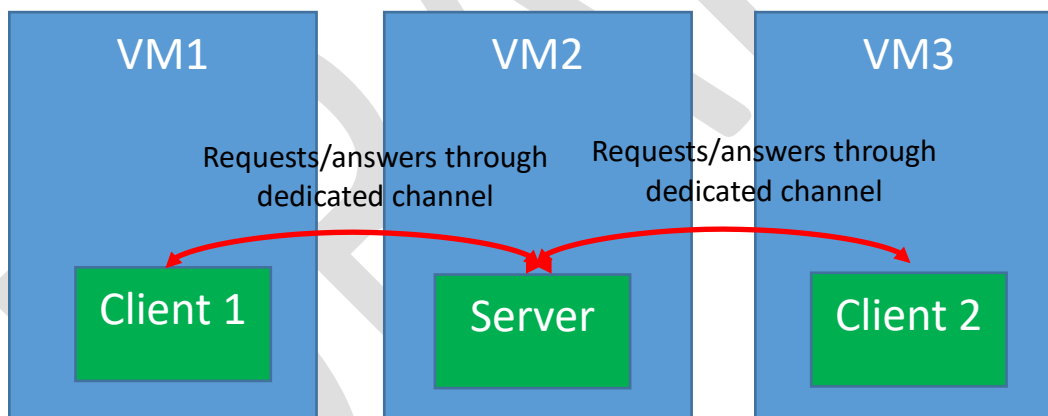 VM1
VM2
VM3
Requests/answers through
dedicated channel
Requests/answers through
dedicated channel
Client 1
Server
Client 2